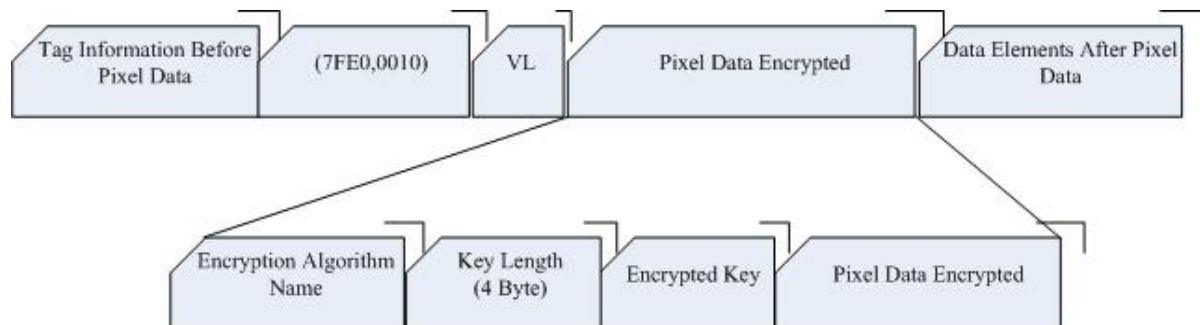 Tag Information Before
Pixel Data
(7FE0,0010)
VL
Pixel Data Encrypted
Data Elements After Pixel
Data
Encryption Algorithm
Name
Key Length
(4 Byte)
Encrypted Key
Pixel Data Encrypted